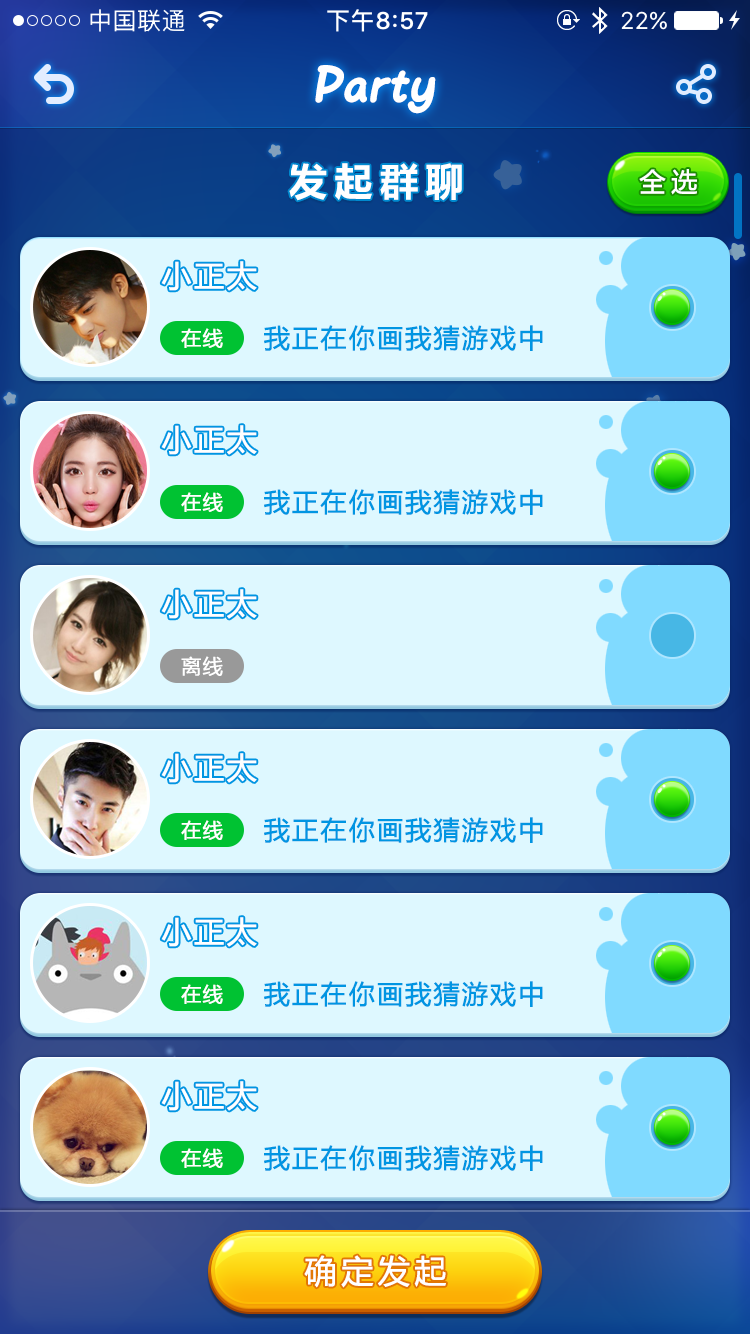 中国联通 下午8:57 22%
Party
发起群聊 全选
小正太
在线 我正在你画我猜游戏中
小正太
在线 我正在你画我猜游戏中
小正太
离线
小正太
在线 我正在你画我猜游戏中
小正太
在线 我正在你画我猜游戏中
小正太
在线 我正在你画我猜游戏中
确定发起